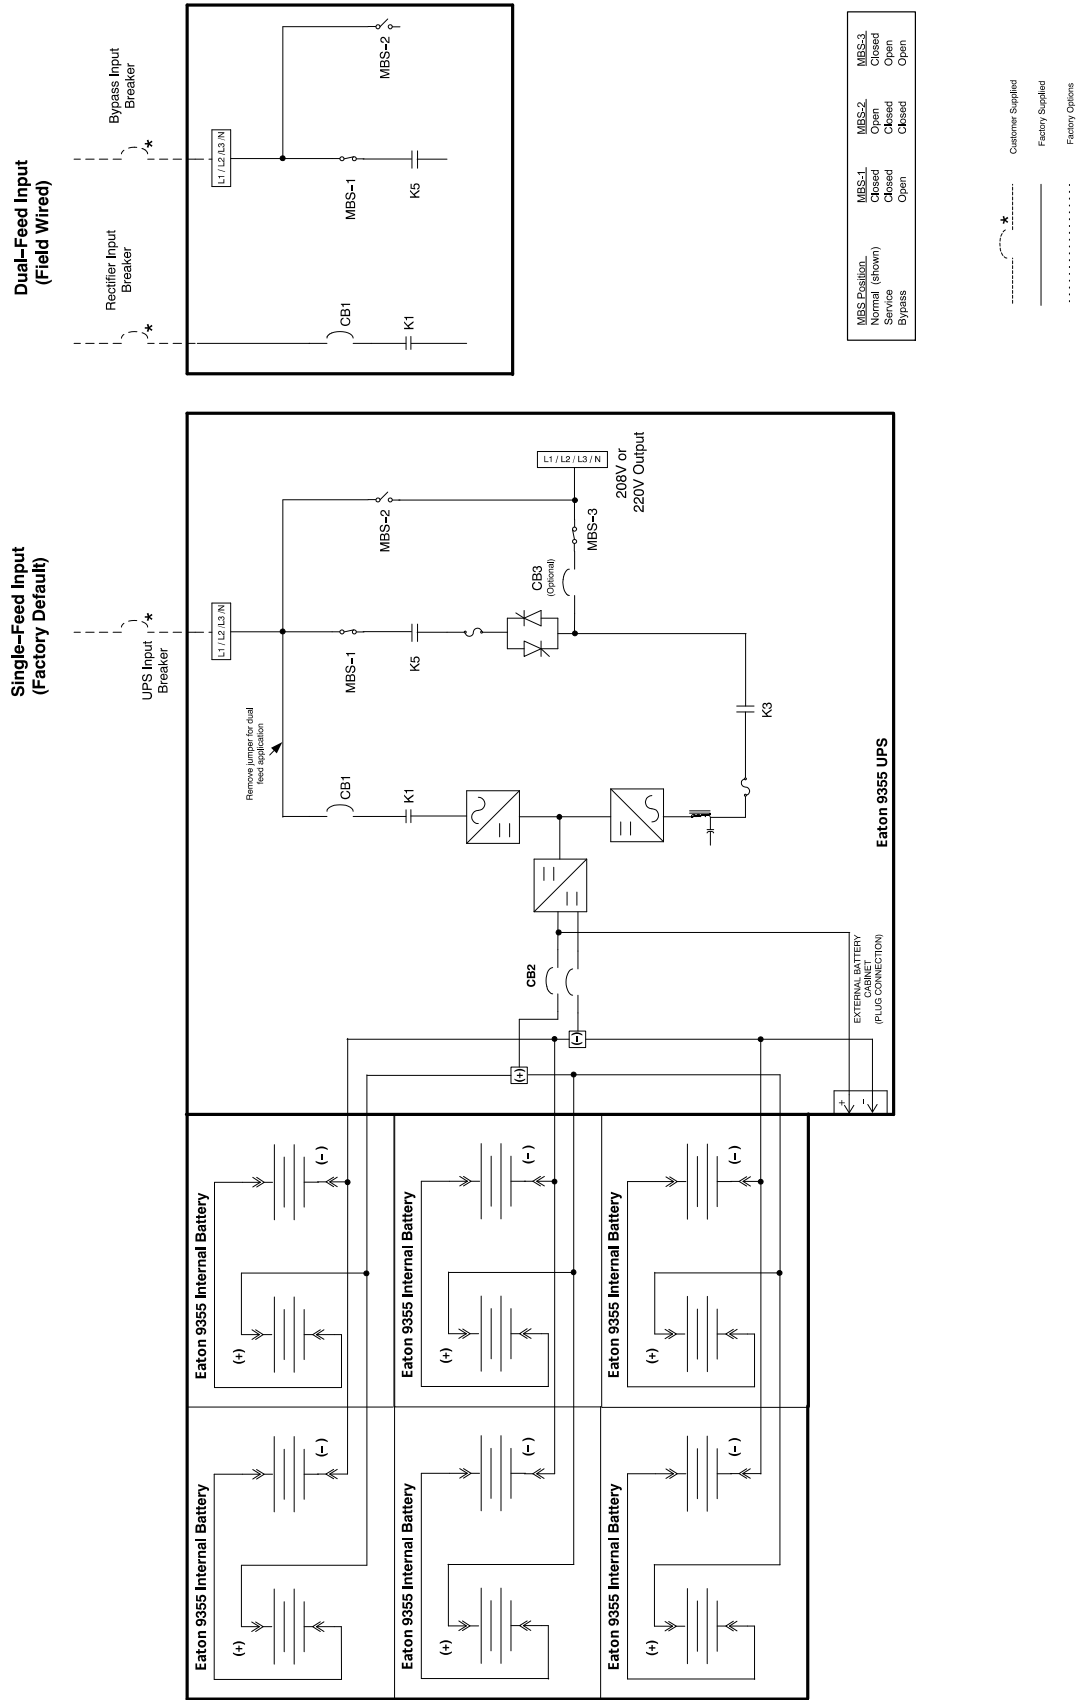 Dual-Feed Input
(Field Wired)
Bypass Input
Breaker
*
Rectifier Input
Breaker
*
L1 / L2 /L3 /N
MBS-2
MBS-1
K5
CB1
K1
MBS Position
MBS-1
MBS-2
MBS-3
Normal (shown)
Closed
Open
Closed
Service
Closed
Closed
Open
Bypass
Open
Closed
Open
*
Customer Supplied
Factory Supplied
Factory Options
Single-Feed Input
(Factory Default)
UPS Input
Breaker
*
L1 / L2 /L3 /N
Remove jumper for dual
feed application
MBS-2
MBS-1
K5
CB1
K1
CB3
(Optional)
MBS-3
L1 / L2 / L3 / N
208V or
220V Output
K3
Eaton 9355 UPS
CB2
(+)
(-)
EXTERNAL BATTERY
CABINET
(PLUG CONNECTION)
+
-
Eaton 9355 Internal Battery
(+)
(-)
Eaton 9355 Internal Battery
(+)
(-)
Eaton 9355 Internal Battery
(+)
(-)
Eaton 9355 Internal Battery
(+)
(-)
Eaton 9355 Internal Battery
(+)
(-)
Eaton 9355 Internal Battery
(+)
(-)